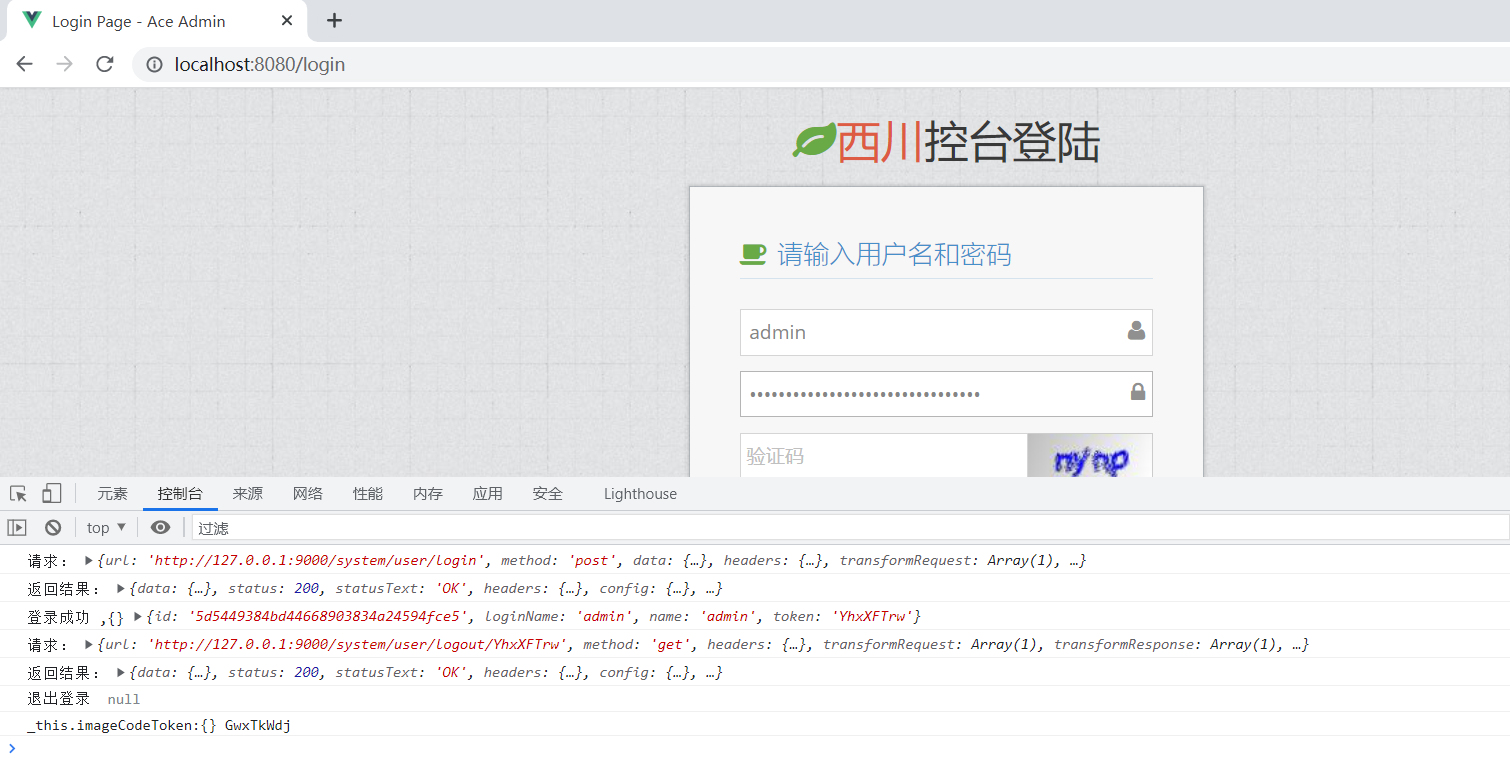 Login Page - Ace Admin
localhost:8080/login
西川控台登陆
请输入用户名和密码
admin
••••••••••••••••••••••••••••••••
验证码
元素 控制台 来源 网络 性能 内存 应用 安全 Lighthouse
top 过滤
请求: {url: 'http://127.0.0.1:9000/system/user/login', method: 'post', data: {…}, headers: {…}, transformRequest: Array(1), …}
返回结果: {data: {…}, status: 200, statusText: 'OK', headers: {…}, config: {…}, …}
登录成功 ,{} {id: '5d5449384bd44668903834a24594fce5', loginName: 'admin', name: 'admin', token: 'YhxXFTrw'}
请求: {url: 'http://127.0.0.1:9000/system/user/logout/YhxXFTrw', method: 'get', headers: {…}, transformRequest: Array(1), transformResponse: Array(1), …}
返回结果: {data: {…}, status: 200, statusText: 'OK', headers: {…}, config: {…}, …}
退出登录 null
_this.imageCodeToken:{} GwxTkWdj